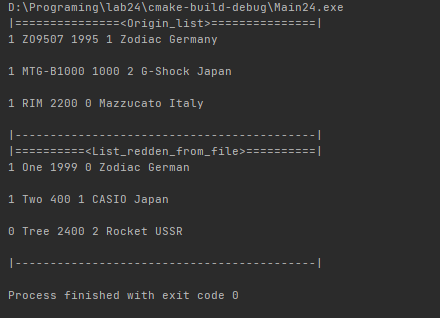 D:\Programing\lab24\cmake-build-debug\Main24.exe
|===============<Origin_list>===============|
1 ZO9507 1995 1 Zodiac Germany
1 MTG-B1000 1000 2 G-Shock Japan
1 RIM 2200 0 Mazzucato Italy
|-------------------------------------------|
|==========<List_redden_from_file>==========|
1 One 1999 0 Zodiac German
1 Two 400 1 CASIO Japan
0 Tree 2400 2 Rocket USSR
|-------------------------------------------|
Process finished with exit code 0